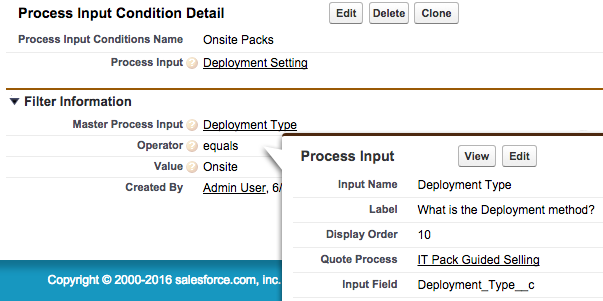 Process Input Condition Detail Edit Delete Clone
Process Input Conditions Name Onsite Packs
Process Input ? Deployment Setting
Filter Information
Master Process Input ? Deployment Type
Operator ? equals
Value ? Onsite
Created By Admin User, 6/
Process Input View Edit
Input Name Deployment Type
Label What is the Deployment method?
Display Order 10
Quote Process IT Pack Guided Selling
Input Field Deployment_Type__c
Copyright © 2000-2016 salesforce.com, inc.